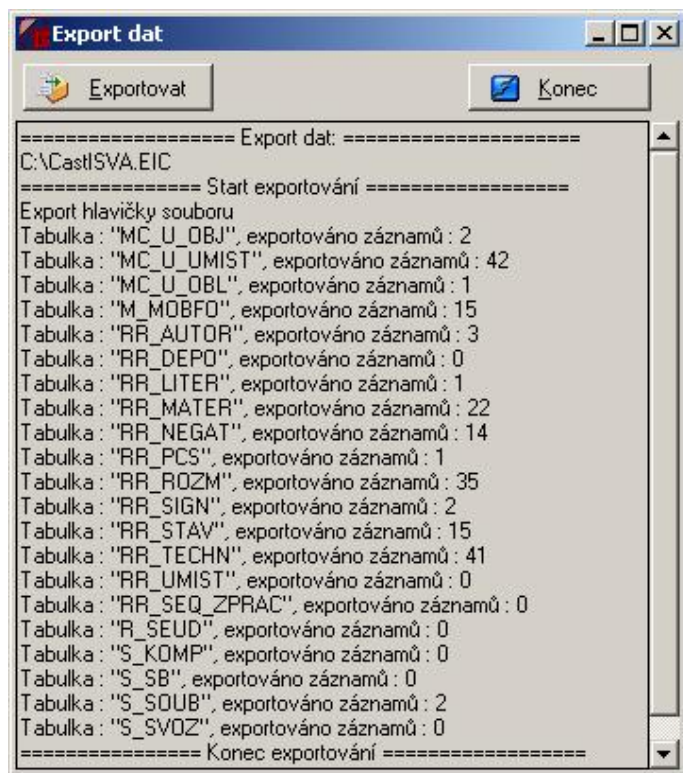 Export dat
Exportovat Konec
=================== Export dat: =====================
C:\CastISVA.EIC
================ Start exportování ==================
Export hlavičky souboru
Tabulka : "MC_U_OBJ", exportováno záznamů : 2
Tabulka : "MC_U_UMIST", exportováno záznamů : 42
Tabulka : "MC_U_OBL", exportováno záznamů : 1
Tabulka : "M_MOBFO", exportováno záznamů : 15
Tabulka : "RR_AUTOR", exportováno záznamů : 3
Tabulka : "RR_DEPO", exportováno záznamů : 0
Tabulka : "RR_LITER", exportováno záznamů : 1
Tabulka : "RR_MATER", exportováno záznamů : 22
Tabulka : "RR_NEGAT", exportováno záznamů : 14
Tabulka : "RR_PCS", exportováno záznamů : 1
Tabulka : "RR_ROZM", exportováno záznamů : 35
Tabulka : "RR_SIGN", exportováno záznamů : 2
Tabulka : "RR_STAV", exportováno záznamů : 15
Tabulka : "RR_TECHN", exportováno záznamů : 41
Tabulka : "RR_UMIST", exportováno záznamů : 0
Tabulka : "RR_SEQ_ZPRAC", exportováno záznamů : 0
Tabulka : "R_SEUD", exportováno záznamů : 0
Tabulka : "S_KOMP", exportováno záznamů : 0
Tabulka : "S_SB", exportováno záznamů : 0
Tabulka : "S_SOUB", exportováno záznamů : 2
Tabulka : "S_SVOZ", exportováno záznamů : 0
================ Konec exportování ==================